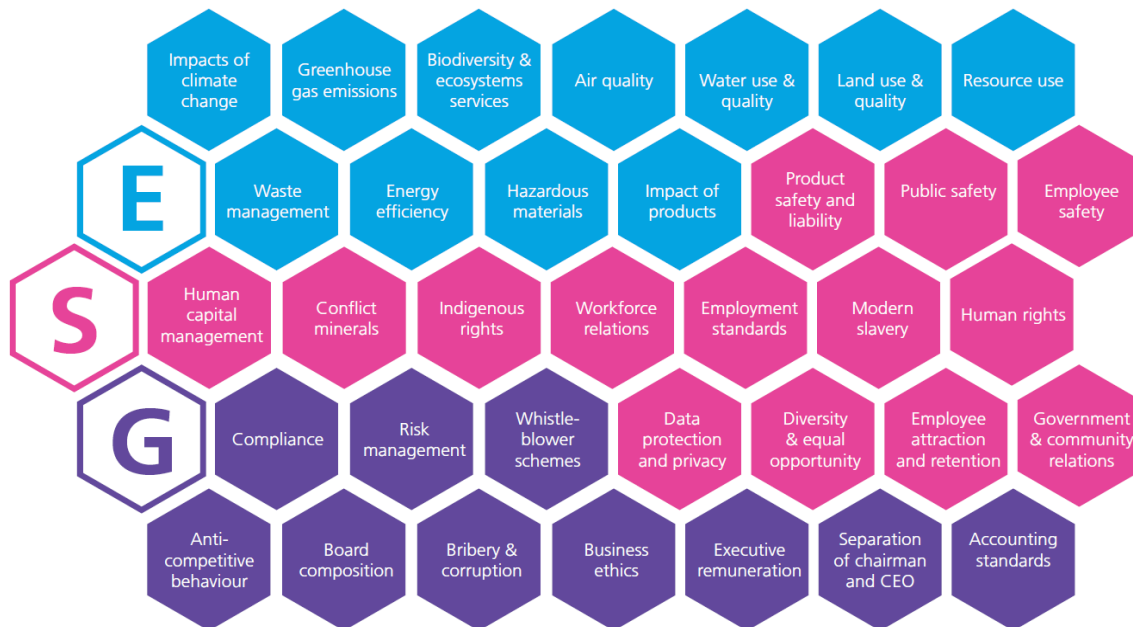 Impacts of
climate
change
Greenhouse
gas emissions
Biodiversity &
ecosystems
services
Air quality
Water use &
quality
Land use &
quality
Resource use
E
Waste
management
Energy
efficiency
Hazardous
materials
Impact of
products
Product
safety and
liability
Public safety
Employee
safety
S
Human
capital
management
Conflict
minerals
Indigenous
rights
Workforce
relations
Employment
standards
Modern
slavery
Human rights
G
Compliance
Risk
management
Whistle-
blower
schemes
Data
protection
and privacy
Diversity
& equal
opportunity
Employee
attraction
and retention
Government
& community
relations
Anti-
competitive
behaviour
Board
composition
Bribery &
corruption
Business
ethics
Executive
remuneration
Separation
of chairman
and CEO
Accounting
standards